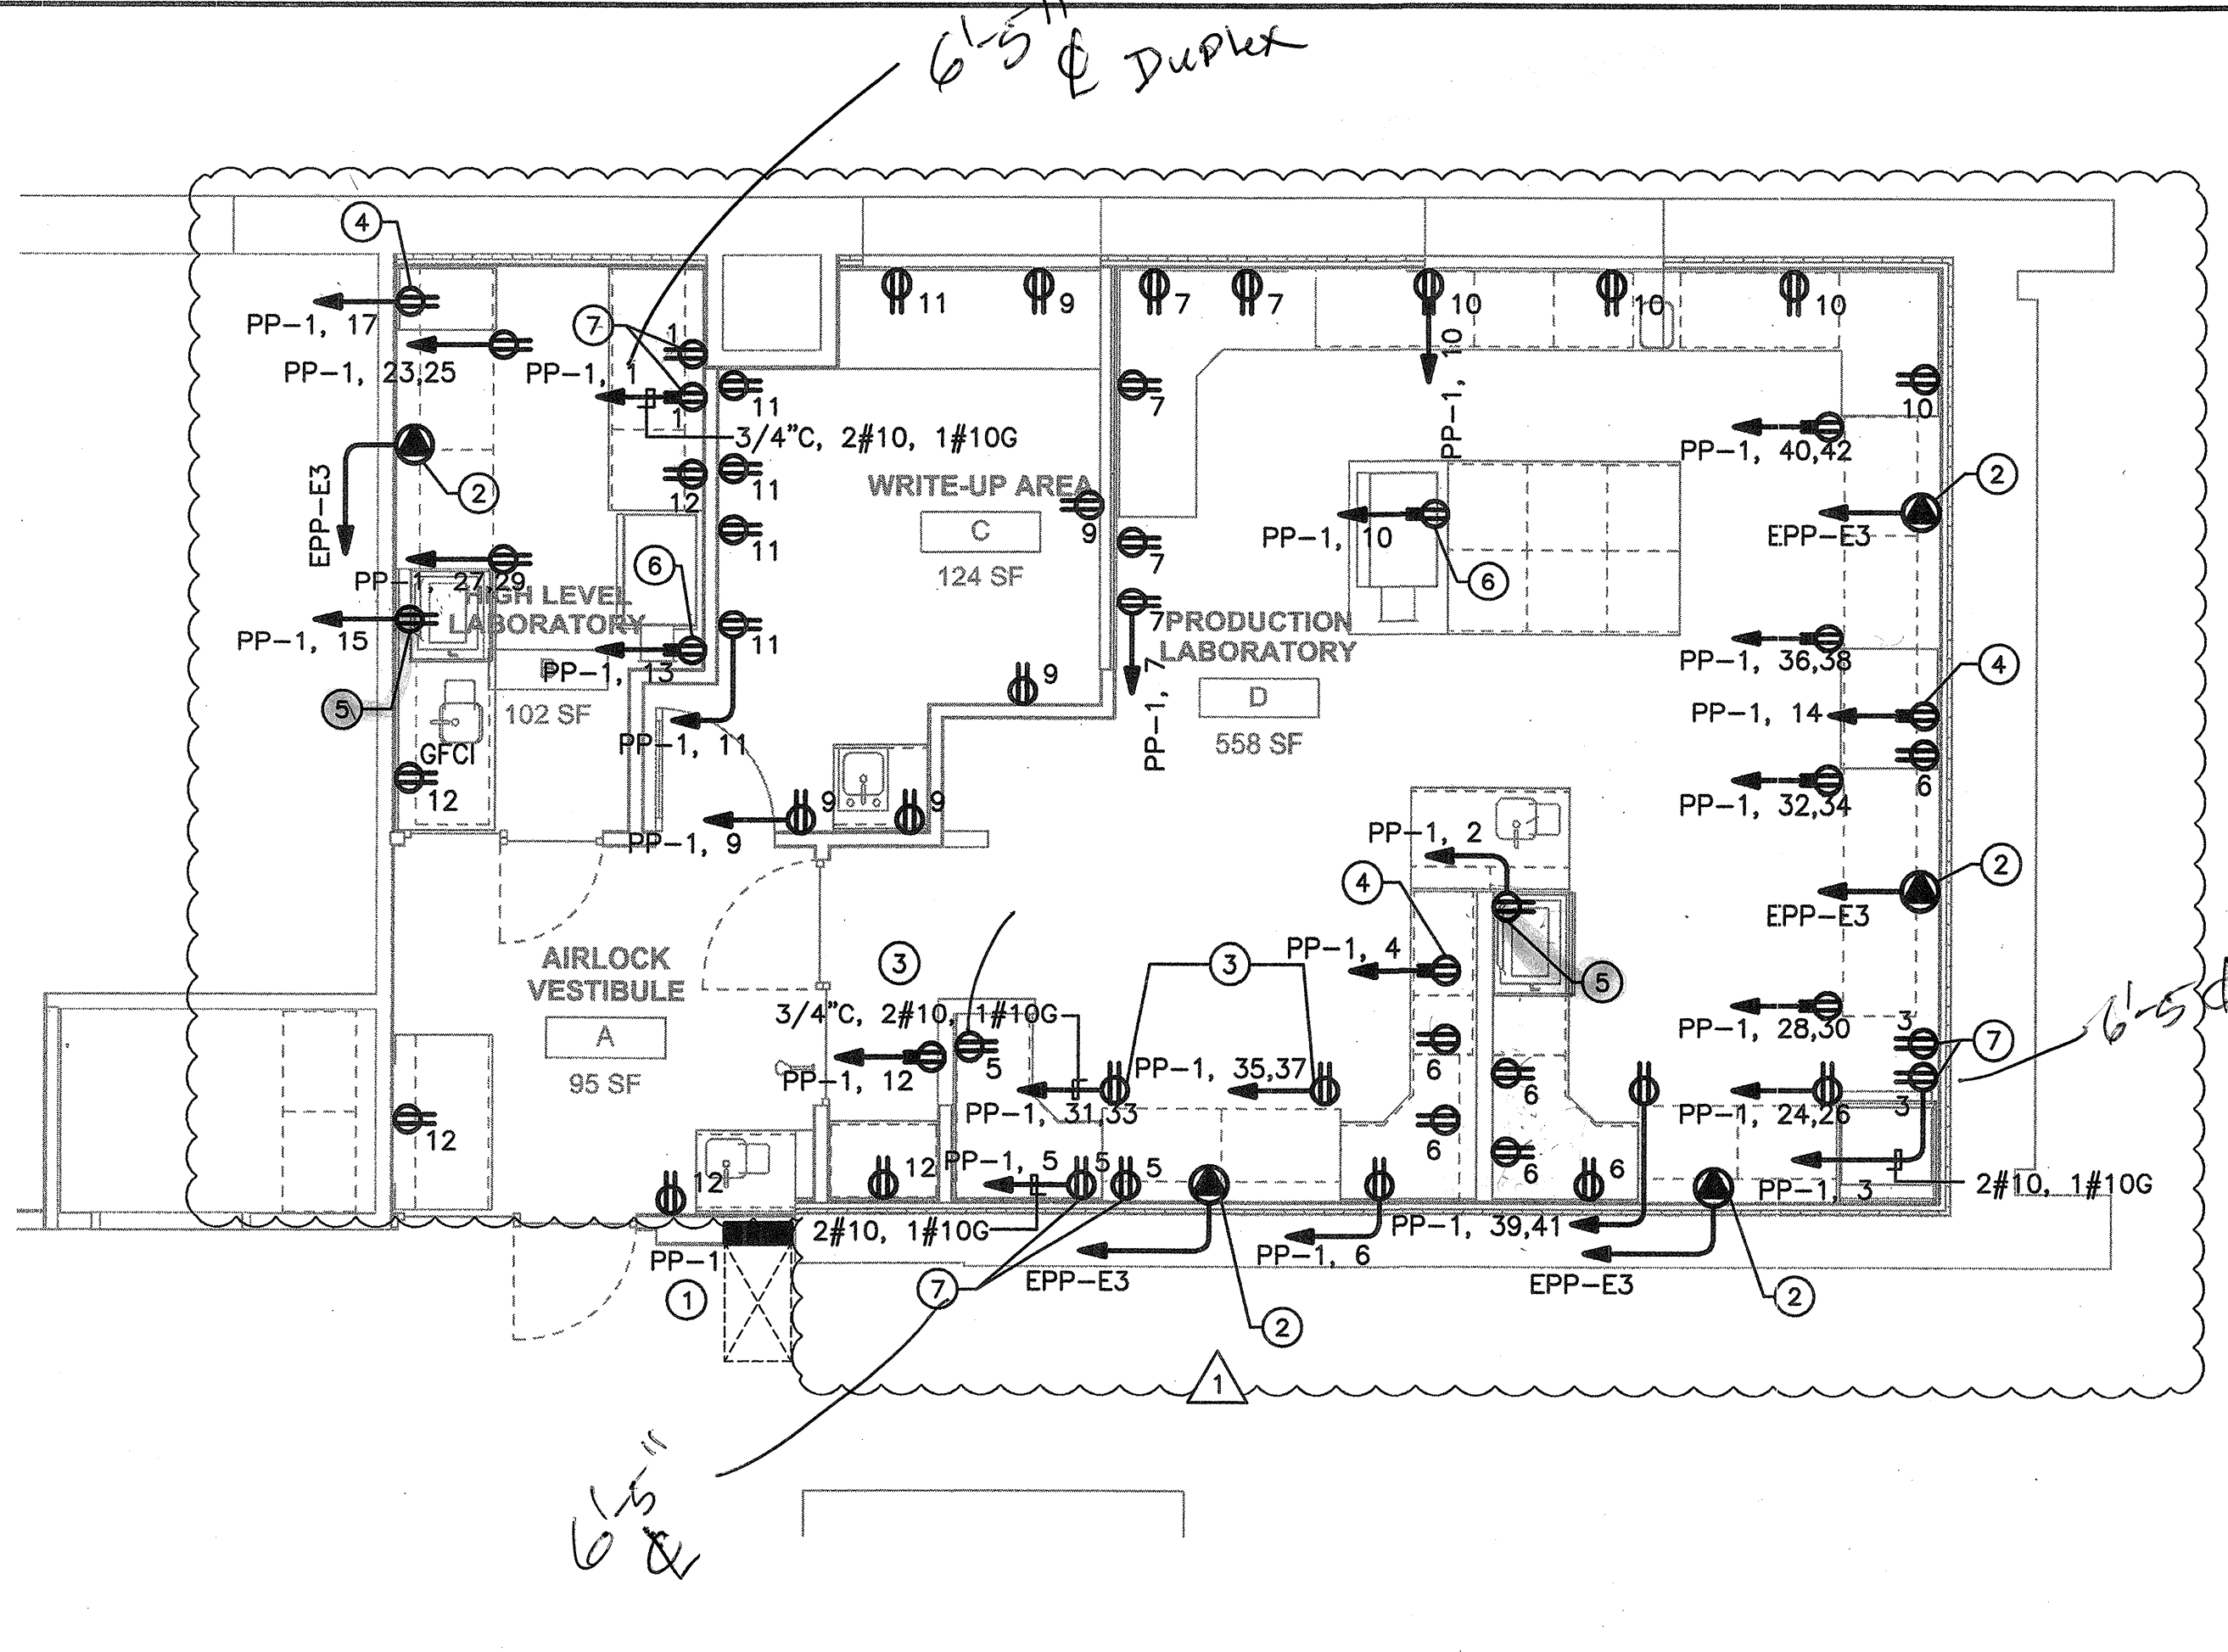 6'-5"
℄ Duplex
4
PP-1, 17
PP-1, 23,25
7
1
PP-1, 1
1
3/4"C, 2#10, 1#10G
12
EPP-E3
2
PP-1, 27,29
PP-1, 15
5
HIGH LEVEL
LABORATORY
B
102 SF
6
PP-1, 13
GFCI
12
11
9
11
11
11
11
PP-1, 11
WRITE-UP AREA
C
124 SF
9
9
9
9
PP-1, 9
7
7
7
7
7
PP-1, 7
10
10
10
10
PP-1, 10
PP-1, 10
6
PRODUCTION
LABORATORY
D
558 SF
PP-1, 40,42
2
EPP-E3
PP-1, 36,38
4
PP-1, 14
6
PP-1, 32,34
2
EPP-E3
PP-1, 28,30
3
7
6'-5 ℄
3
PP-1, 24,26
PP-1, 3
2#10, 1#10G
PP-1, 2
4
PP-1, 4
5
6
6
6
6
6
6
PP-1, 39,41
PP-1, 6
AIRLOCK
VESTIBULE
A
95 SF
12
12
3
3/4"C, 2#10, 1#10G
PP-1, 12
5
3
PP-1, 35,37
PP-1, 31,33
12
PP-1, 5
5
5
2#10, 1#10G
EPP-E3
EPP-E3
PP-1
1
7
2
2
1
6'-5"
℄